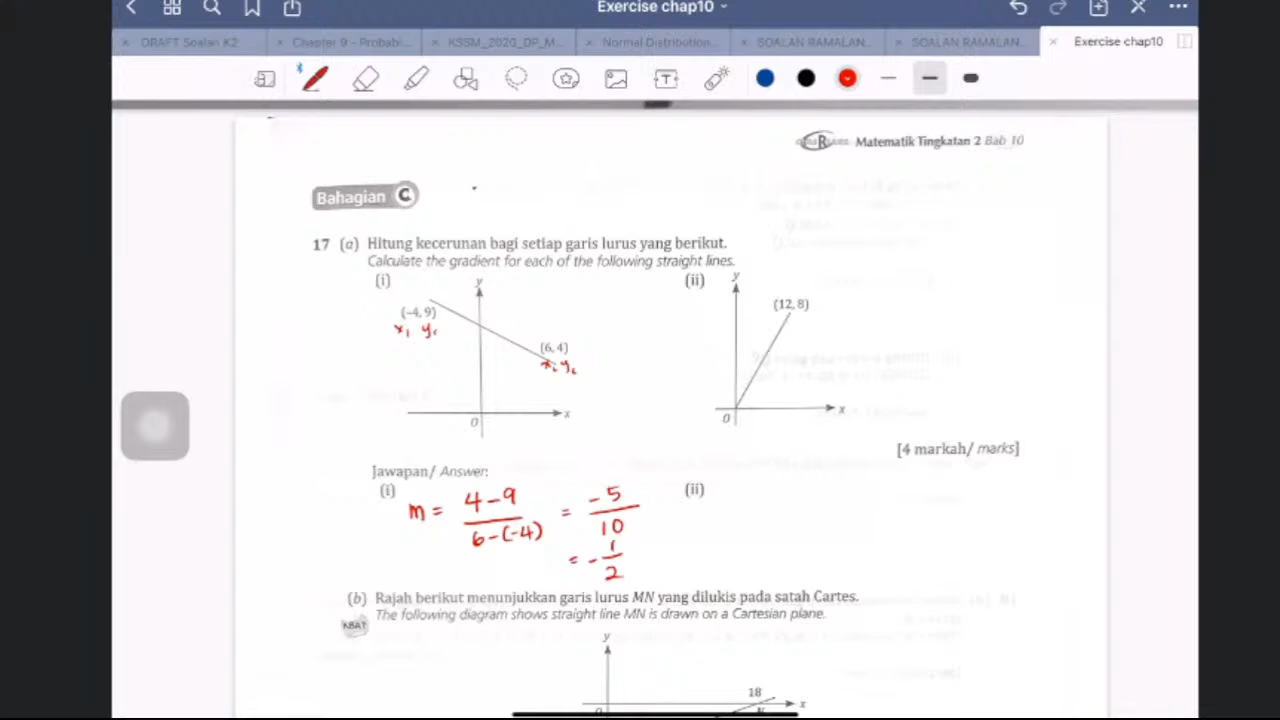 Exercise chap10
DRAFT Soalan K2
Chapter 9 - Probabi...
KSSM_2020_DP_M...
Normal Distribution...
SOALAN RAMALAN...
SOALAN RAMALAN...
Exercise chap10
Matematik Tingkatan 2 Bab 10
Bahagian C
17 (a) Hitung kecerunan bagi setiap garis lurus yang berikut.
Calculate the gradient for each of the following straight lines.
(i)
y
(-4, 9)
x₁ y₁
(6, 4)
x₂ y₂
0
x
(ii)
y
(12, 8)
0
x
[4 markah/ marks]
Jawapan/ Answer:
(i)
m = 4-9 / 6-(-4) = -5 / 10
= - 1 / 2
(ii)
(b) Rajah berikut menunjukkan garis lurus MN yang dilukis pada satah Cartes.
The following diagram shows straight line MN is drawn on a Cartesian plane.
KBAT
y
18
x
N